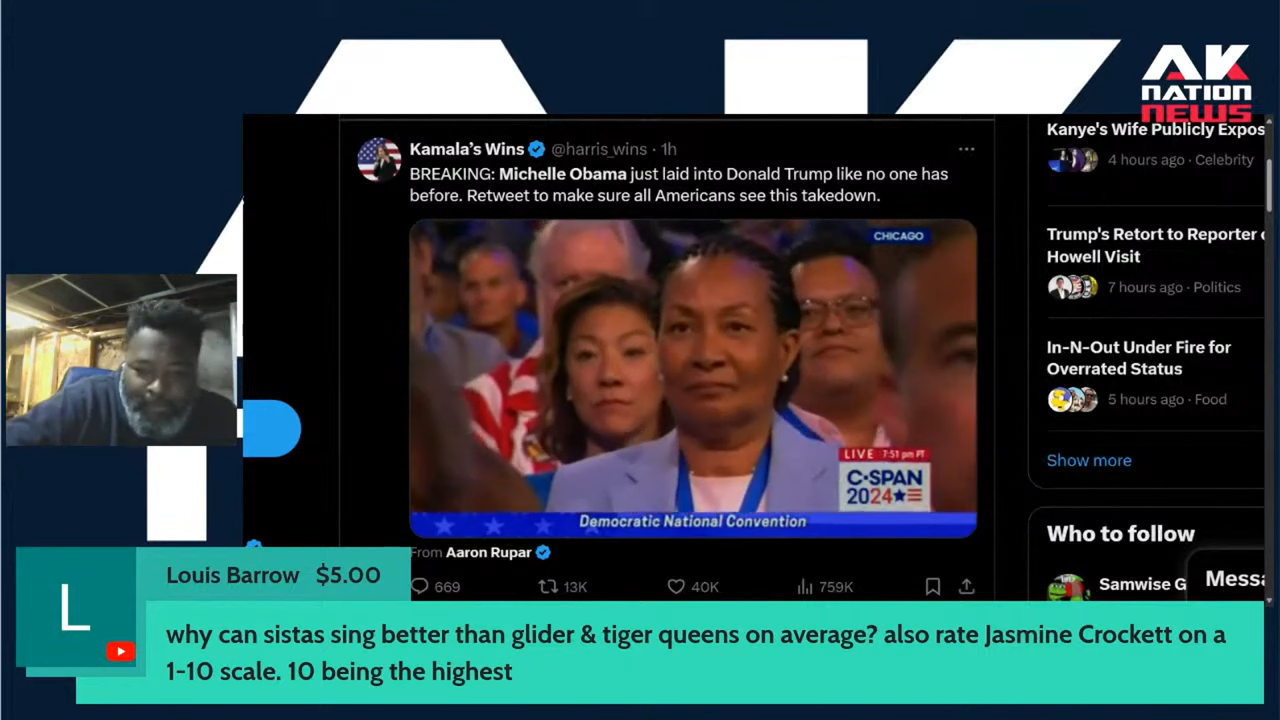 AK
NATION
NEWS
Kamala's Wins @harris_wins · 1h
BREAKING: Michelle Obama just laid into Donald Trump like no one has
before. Retweet to make sure all Americans see this takedown.
CHICAGO
LIVE 7:51 pm PT
C-SPAN
2024
Democratic National Convention
From Aaron Rupar
669 13K 40K 759K
Kanye's Wife Publicly Expos
4 hours ago · Celebrity
Trump's Retort to Reporter
Howell Visit
7 hours ago · Politics
In-N-Out Under Fire for
Overrated Status
5 hours ago · Food
Show more
Who to follow
Samwise G
Messa
L
Louis Barrow $5.00
why can sistas sing better than glider & tiger queens on average? also rate Jasmine Crockett on a
1-10 scale. 10 being the highest